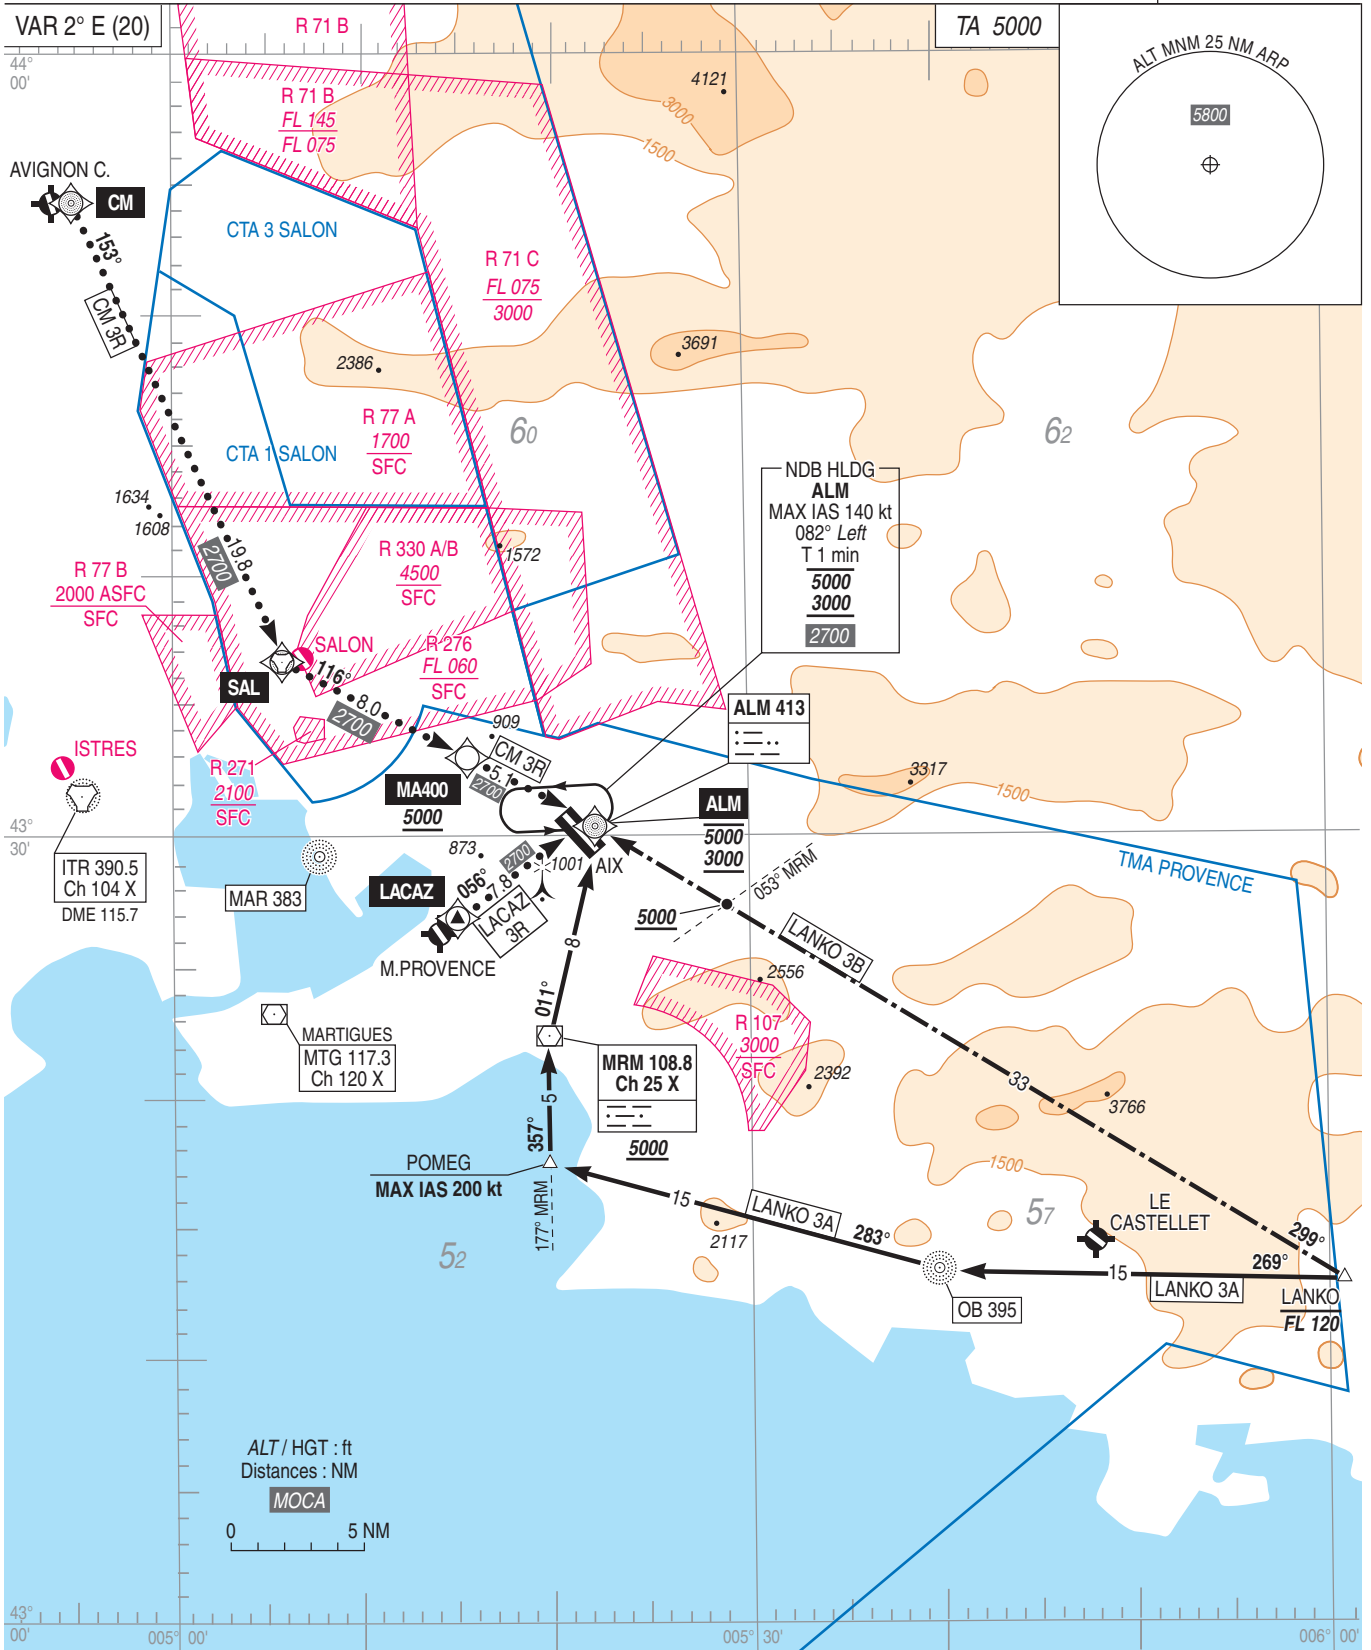 VAR 2° E (20)
TA 5000
ALT MNM 25 NM ARP
5800
44°
00'
R 71 B
R 71 B
FL 145
FL 075
4121
3000
1500
AVIGNON C.
CM
153°
CM 3R
CTA 3 SALON
R 71 C
FL 075
3000
2386
3691
R 77 A
1700
SFC
CTA 1 SALON
60
62
1634
1608
19.8
2700
R 77 B
2000 ASFC
SFC
R 330 A/B
4500
SFC
1572
NDB HLDG
ALM
MAX IAS 140 kt
082° Left
T 1 min
5000
3000
2700
SALON
R 276
FL 060
SFC
SAL
116°
8.0
2700
909
CM 3R
5.1
2700
ALM 413
ISTRES
R 271
2100
SFC
MA400
5000
ALM
5000
3000
3317
1500
43°
30'
ITR 390.5
Ch 104 X
DME 115.7
MAR 383
873
2700
1001
AIX
TMA PROVENCE
LACAZ
056°
7.8
LACAZ
3R
M.PROVENCE
053° MRM
5000
LANKO 3B
8
011°
2556
R 107
3000
SFC
2392
MARTIGUES
MTG 117.3
Ch 120 X
MRM 108.8
Ch 25 X
5000
33
3766
5
357°
POMEG
MAX IAS 200 kt
177° MRM
1500
15
LANKO 3A
283°
2117
57
LE
CASTELLET
52
299°
269°
15
LANKO 3A
LANKO
FL 120
OB 395
ALT / HGT : ft
Distances : NM
MOCA
0
5 NM
43°
00'
005° 00'
005° 30'
006° 00'